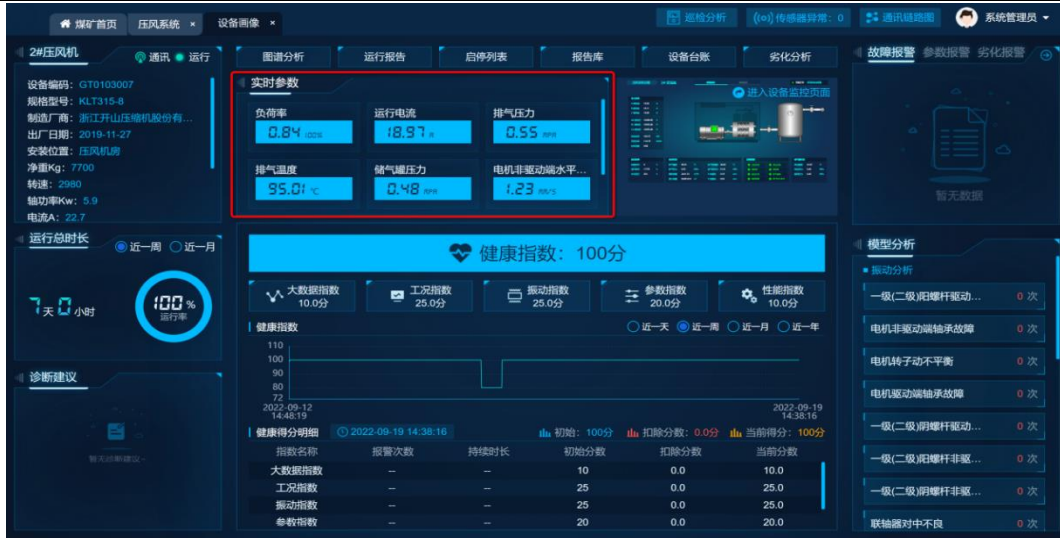 煤矿首页 压风系统 × 设备画像 × 巡检分析 ((o))传感器异常：0 通讯链路图 系统管理员
2#压风机 通讯 运行
设备编码：GT0103007
规格型号：KLT315-8
制造厂商：浙江开山压缩机股份有...
出厂日期：2019-11-27
安装位置：压风机房
净重Kg：7700
转速：2980
轴功率Kw：5.9
电流A：22.7
图谱分析 运行报告 启停列表 报告库 设备台账 劣化分析
实时参数
负荷率 运行电流 排气压力
0.84 18.97 A 0.55 MPA
排气温度 储气罐压力 电机非驱动端水平...
95.01 ℃ 0.48 MPA 1.23 MM/S
进入设备监控页面
故障报警 参数报警 劣化报警
暂无数据
运行总时长 近一周 近一月
7天0小时
100%
运行率
诊断建议
暂无诊断建议~
健康指数：100分
大数据指数 工况指数 振动指数 参数指数 性能指数
10.0分 25.0分 25.0分 20.0分 10.0分
健康指数 近一天 近一周 近一月 近一年
110
100
90
80
72
2022-09-12 2022-09-19
14:48:19 14:38:16
健康得分明细 2022-09-19 14:38:16 初始：100分 扣除分数：0.0分 当前得分：100分
指数名称 报警次数 持续时长 初始分数 扣除分数 当前分数
大数据指数 -- -- 10 0.0 10.0
工况指数 -- -- 25 0.0 25.0
振动指数 -- -- 25 0.0 25.0
参数指数 -- -- 20 0.0 20.0
模型分析
振动分析
一级(二级)阳螺杆驱动... 0 次
电机非驱动端轴承故障 0 次
电机转子动不平衡 0 次
电机驱动端轴承故障 0 次
一级(二级)阴螺杆驱动... 0 次
一级(二级)阳螺杆非驱... 0 次
一级(二级)阴螺杆非驱... 0 次
联轴器对中不良 0 次